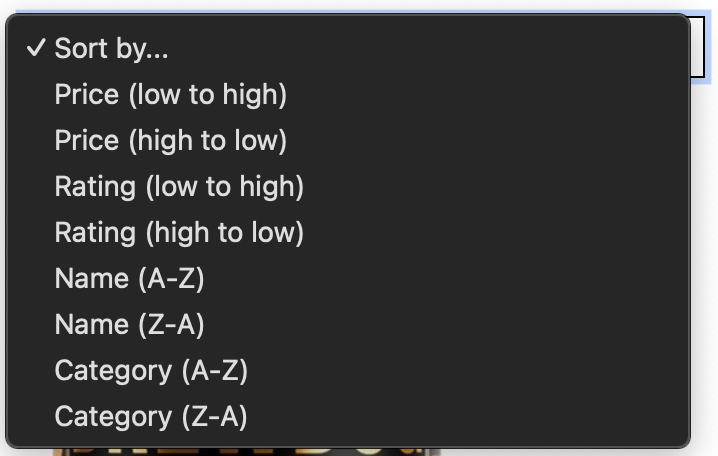 ✓ Sort by...
Price (low to high)
Price (high to low)
Rating (low to high)
Rating (high to low)
Name (A-Z)
Name (Z-A)
Category (A-Z)
Category (Z-A)